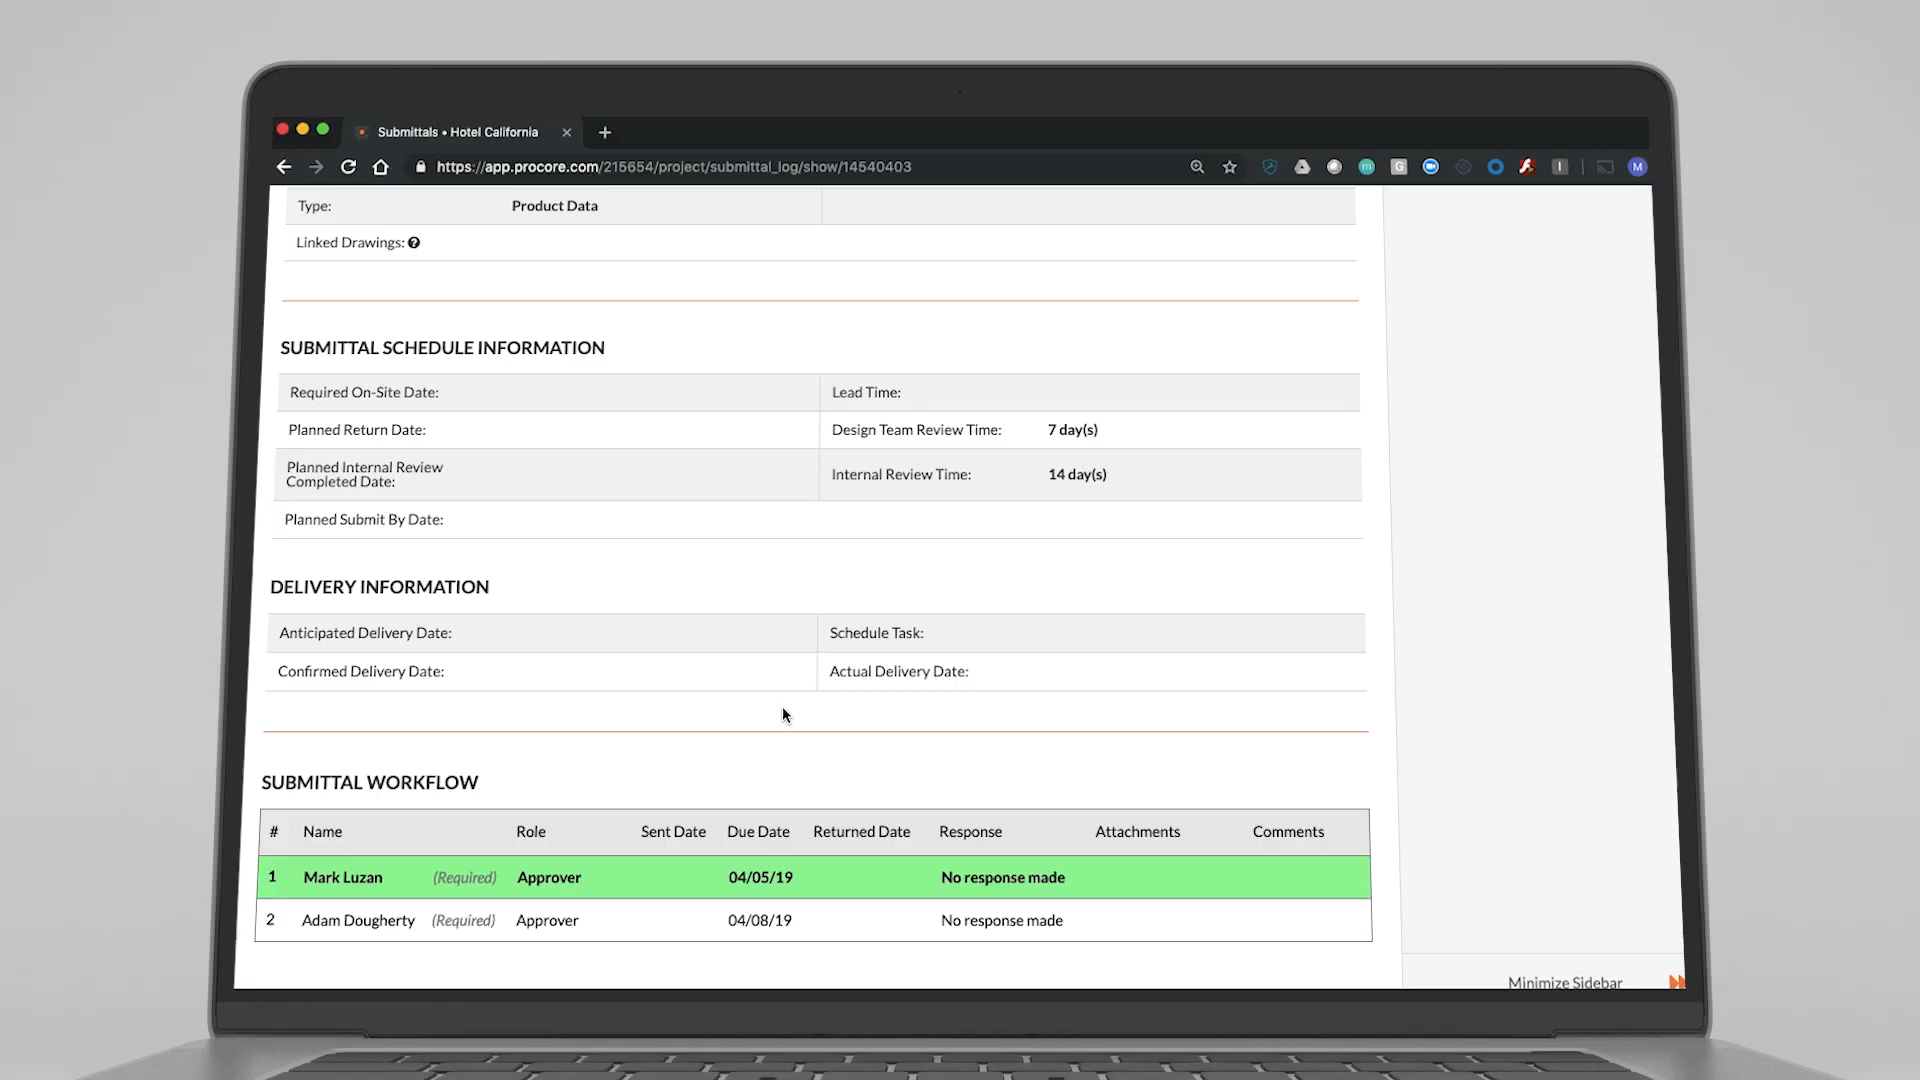 Submittals • Hotel California
https://app.procore.com/215654/project/submittal_log/show/14540403
G
I
M
Type: Product Data
Linked Drawings: ?
SUBMITTAL SCHEDULE INFORMATION
Required On-Site Date: Lead Time:
Planned Return Date: Design Team Review Time: 7 day(s)
Planned Internal Review
Completed Date: Internal Review Time: 14 day(s)
Planned Submit By Date:
DELIVERY INFORMATION
Anticipated Delivery Date: Schedule Task:
Confirmed Delivery Date: Actual Delivery Date:
SUBMITTAL WORKFLOW
# Name Role Sent Date Due Date Returned Date Response Attachments Comments
1 Mark Luzan (Required) Approver 04/05/19 No response made
2 Adam Dougherty (Required) Approver 04/08/19 No response made
Minimize Sidebar